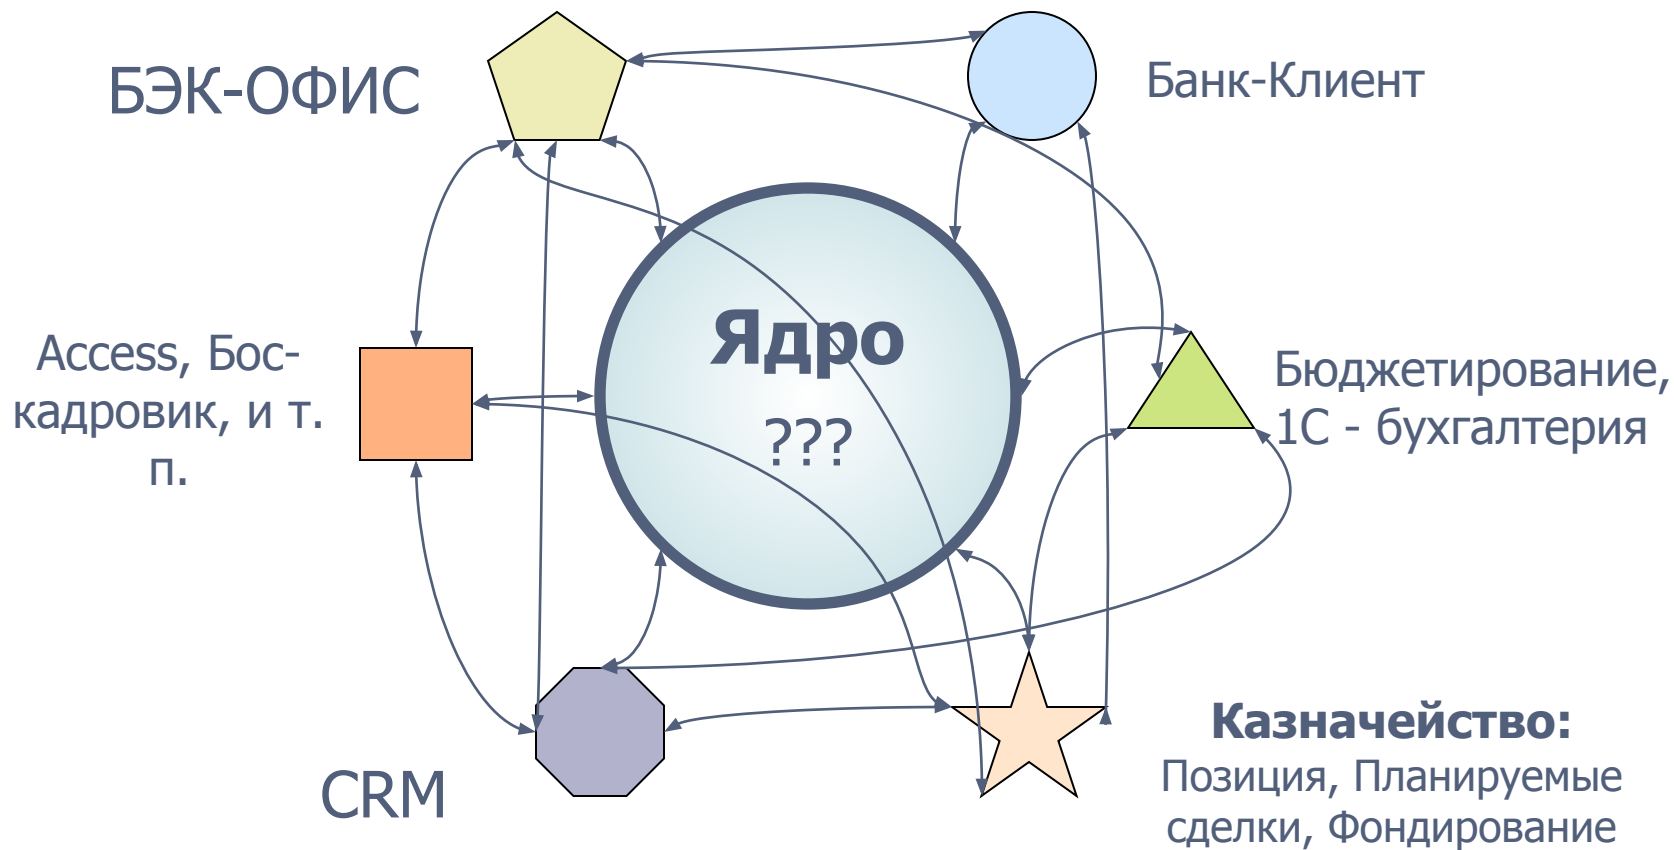 БЭК-ОФИС
Банк-Клиент
Ядро
???
Access, Бос-
кадровик, и т.
п.
Бюджетирование,
1С - бухгалтерия
CRM
Казначейство:
Позиция, Планируемые
сделки, Фондирование